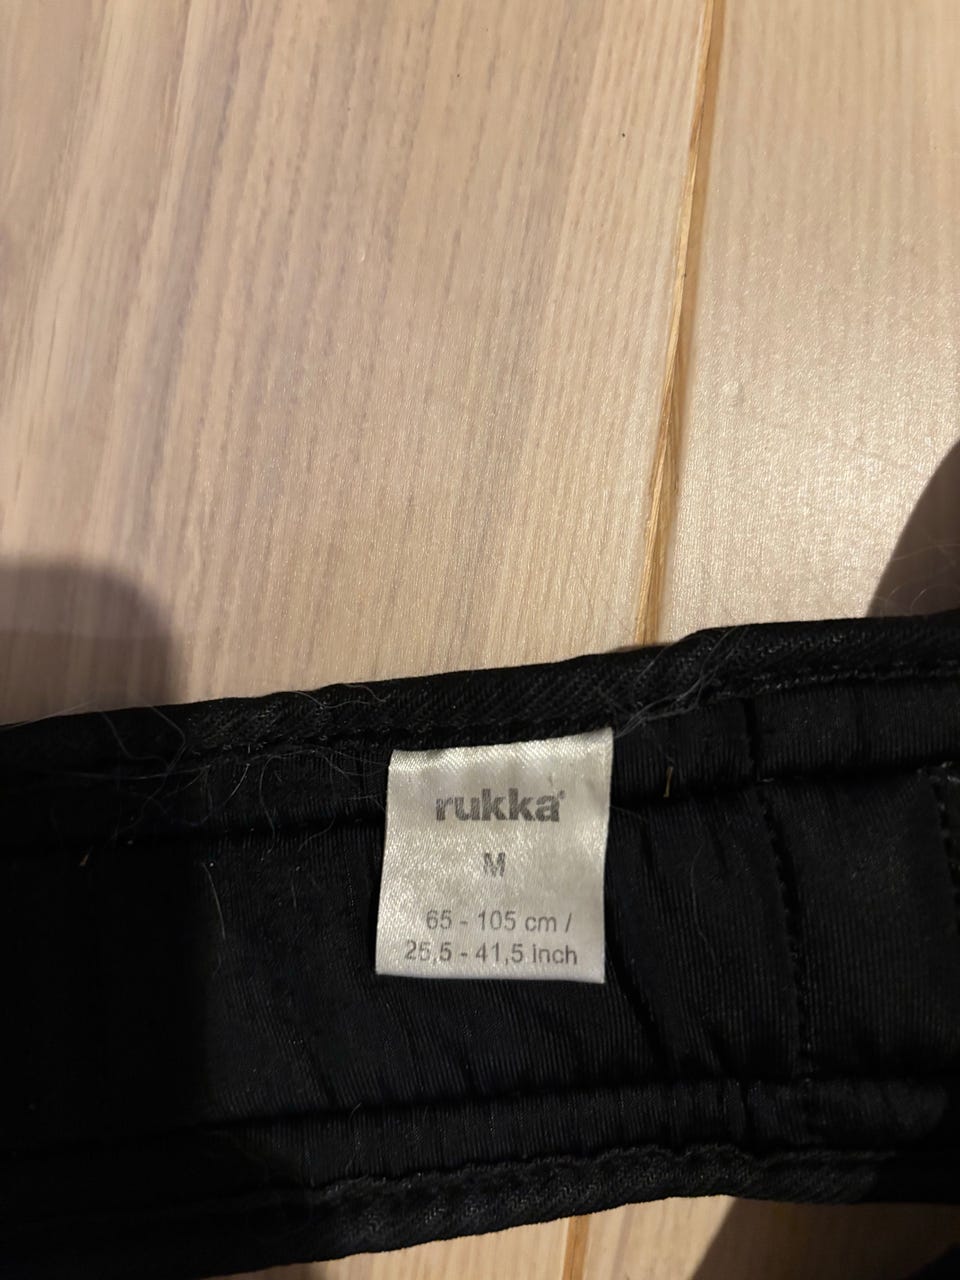 rukka®
M
65 - 105 cm /
25,5 - 41,5 inch